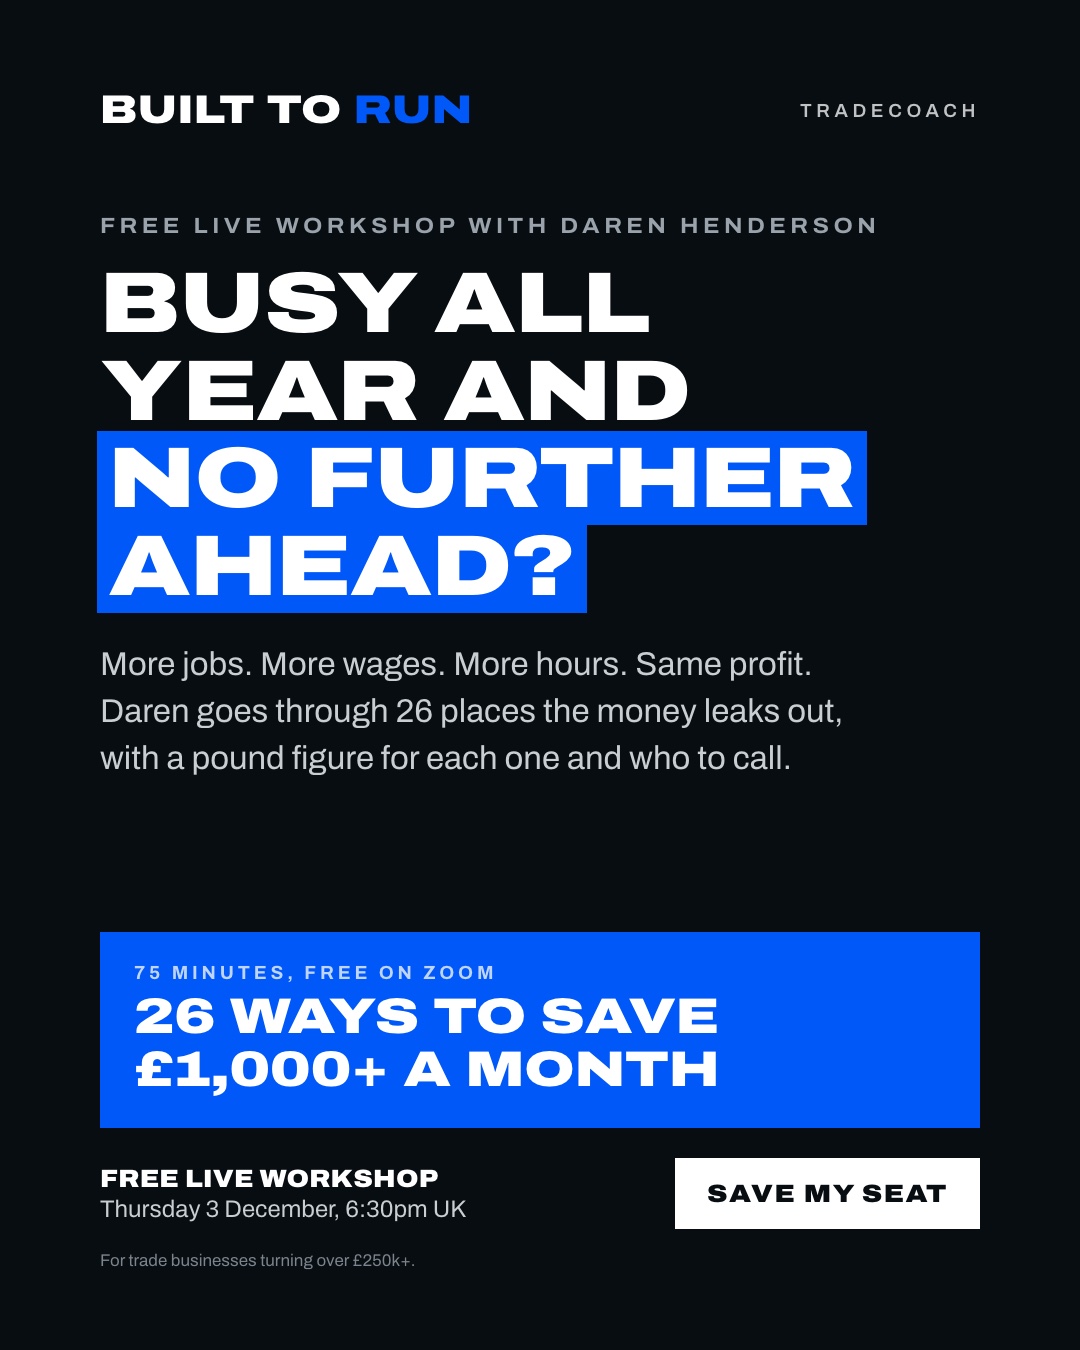 BUILT TO RUN
TRADECOACH
FREE LIVE WORKSHOP WITH DAREN HENDERSON
BUSY ALL
YEAR AND
NO FURTHER
AHEAD?
More jobs. More wages. More hours. Same profit.
Daren goes through 26 places the money leaks out,
with a pound figure for each one and who to call.
75 MINUTES, FREE ON ZOOM
26 WAYS TO SAVE
£1,000+ A MONTH
FREE LIVE WORKSHOP
Thursday 3 December, 6:30pm UK
SAVE MY SEAT
For trade businesses turning over £250k+.